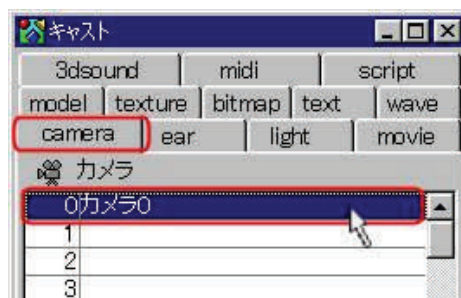 キャスト
3dsound midi script
model texture bitmap text wave
camera ear light movie
カメラ
0カメラ0
1
2
3